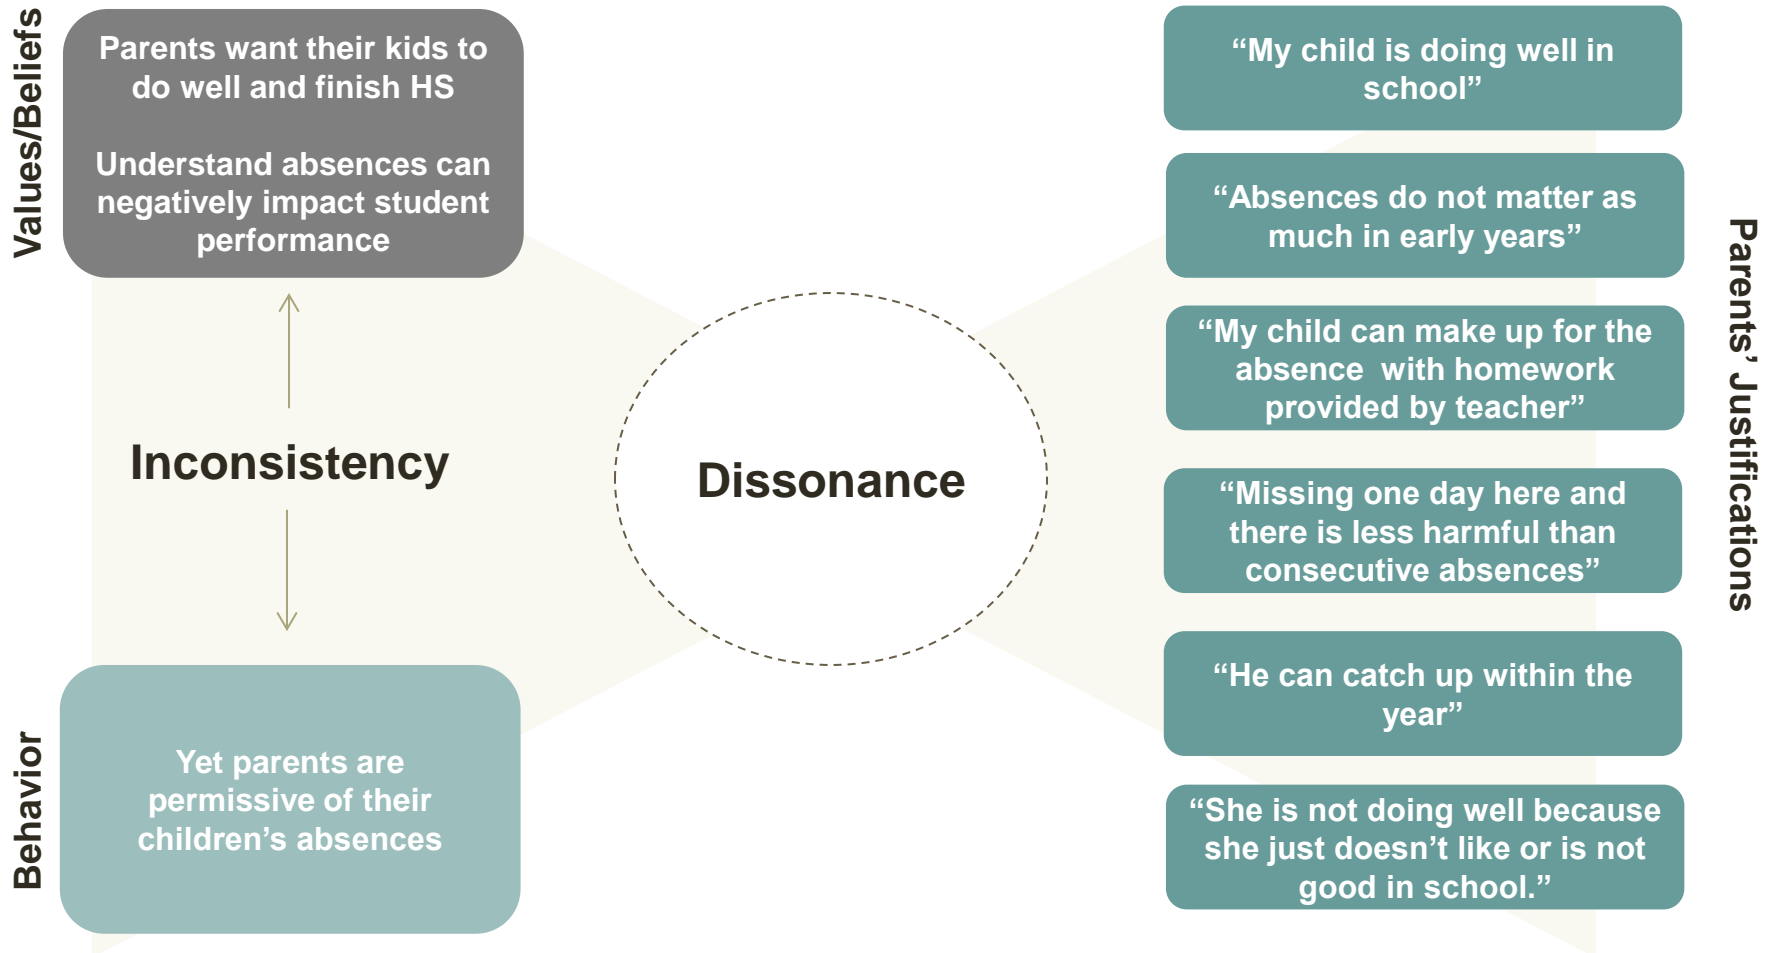 Values/Beliefs
Parents want their kids to
do well and finish HS
Understand absences can
negatively impact student
performance
Inconsistency
Behavior
Yet parents are
permissive of their
children’s absences
Dissonance
“My child is doing well in
school”
“Absences do not matter as
much in early years”
“My child can make up for the
absence  with homework
provided by teacher”
“Missing one day here and
there is less harmful than
consecutive absences”
“He can catch up within the
year”
“She is not doing well because
she just doesn’t like or is not
good in school.”
Parents’ Justifications